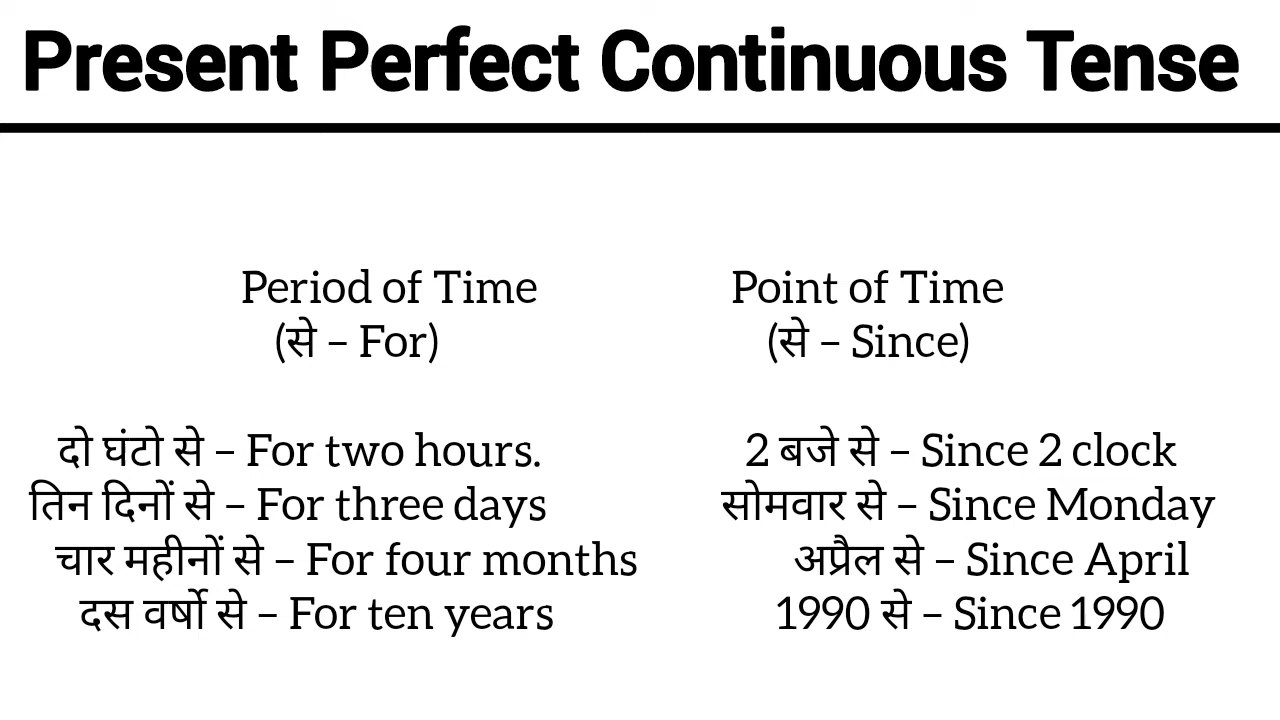 Present Perfect Continuous Tense
Period of Time
(से – For)
दो घंटो से – For two hours.
तिन दिनों से – For three days
चार महीनों से – For four months
दस वर्षो से – For ten years
Point of Time
(से – Since)
2 बजे से – Since 2 clock
सोमवार से – Since Monday
अप्रैल से – Since April
1990 से – Since 1990